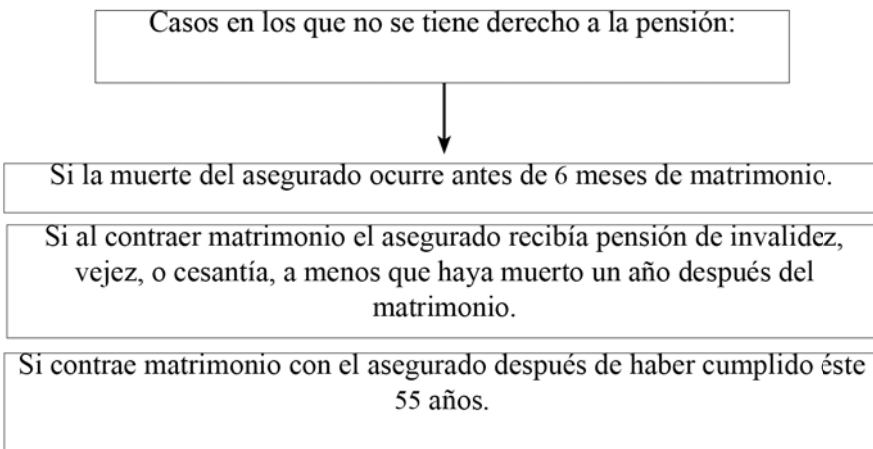 Casos en los que no se tiene derecho a la pensión:
Si la muerte del asegurado ocurre antes de 6 meses de matrimonio.
Si al contraer matrimonio el asegurado recibía pensión de invalidez,
vejez, o cesantía, a menos que haya muerto un año después del
matrimonio.
Si contrae matrimonio con el asegurado después de haber cumplido éste
55 años.